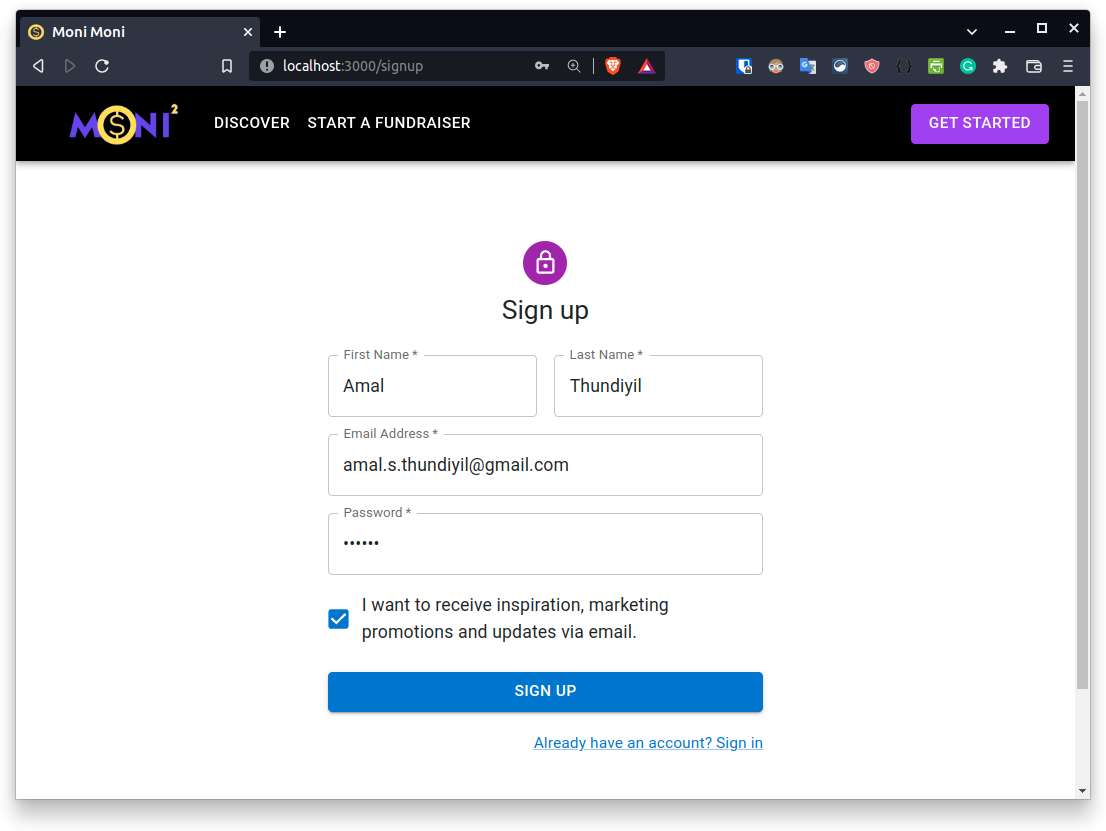 Moni Moni
localhost:3000/signup
MONI 2
DISCOVER
START A FUNDRAISER
GET STARTED
Sign up
First Name *
Last Name *
Amal
Thundiyil
Email Address *
amal.s.thundiyil@gmail.com
Password *
••••••
I want to receive inspiration, marketing
promotions and updates via email.
SIGN UP
Already have an account? Sign in